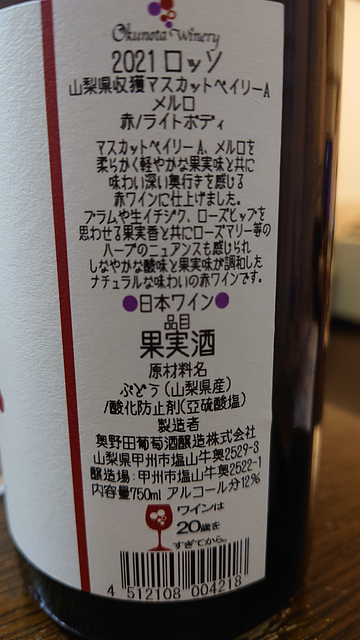 Okunota Winery
2021 ロッソ
山梨県収穫マスカットベイリーA
メルロ
赤/ライトボディ
マスカットベイリーA、メルロを
柔らかく軽やかな果実味と共に
味わい深い奥行きを感じる
赤ワインに仕上げました。
プラムや生イチジク、ローズヒップを
思わせる果実香と共にローズマリー等の
ハーブのニュアンスも感じられ
しなやかな酸味と果実味が調和した
ナチュラルな味わいの赤ワインです。
●日本ワイン●
品目
果実酒
原材料名
ぶどう(山梨県産)
/酸化防止剤(亞硫酸塩)
製造者
奥野田葡萄酒醸造株式会社
山梨県甲州市塩山牛奥2529-3
醸造場:甲州市塩山牛奥2522-1
内容量750ml アルコール分12%
ワインは
20歳を
すぎてから。
4 512108 004218